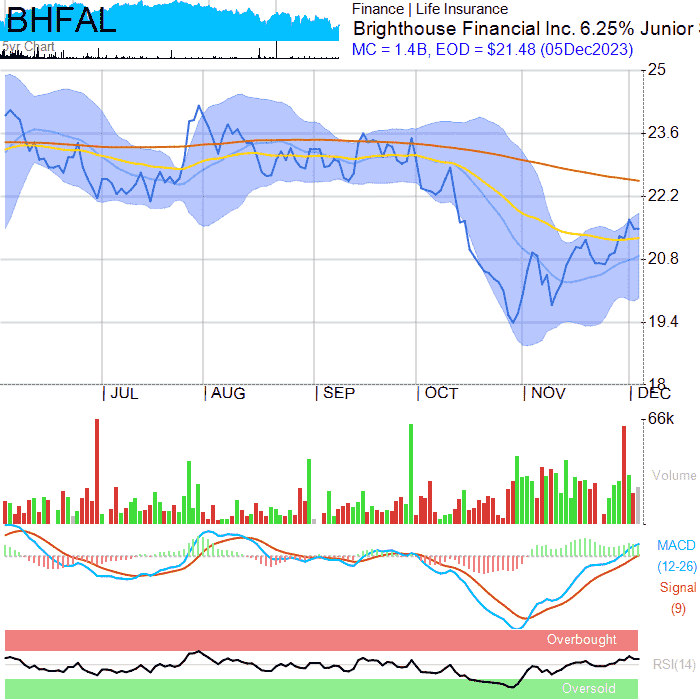 BHFAL
5yr Chart
Finance | Life Insurance
Brighthouse Financial Inc. 6.25% Junior S
MC = 1.4B, EOD = $21.48 (05Dec2023)
25
23.6
22.2
20.8
19.4
18
| JUL | AUG | SEP | OCT | NOV | DEC
66k
Volume
MACD
(12-26)
Signal
(9)
Overbought
RSI(14)
Oversold